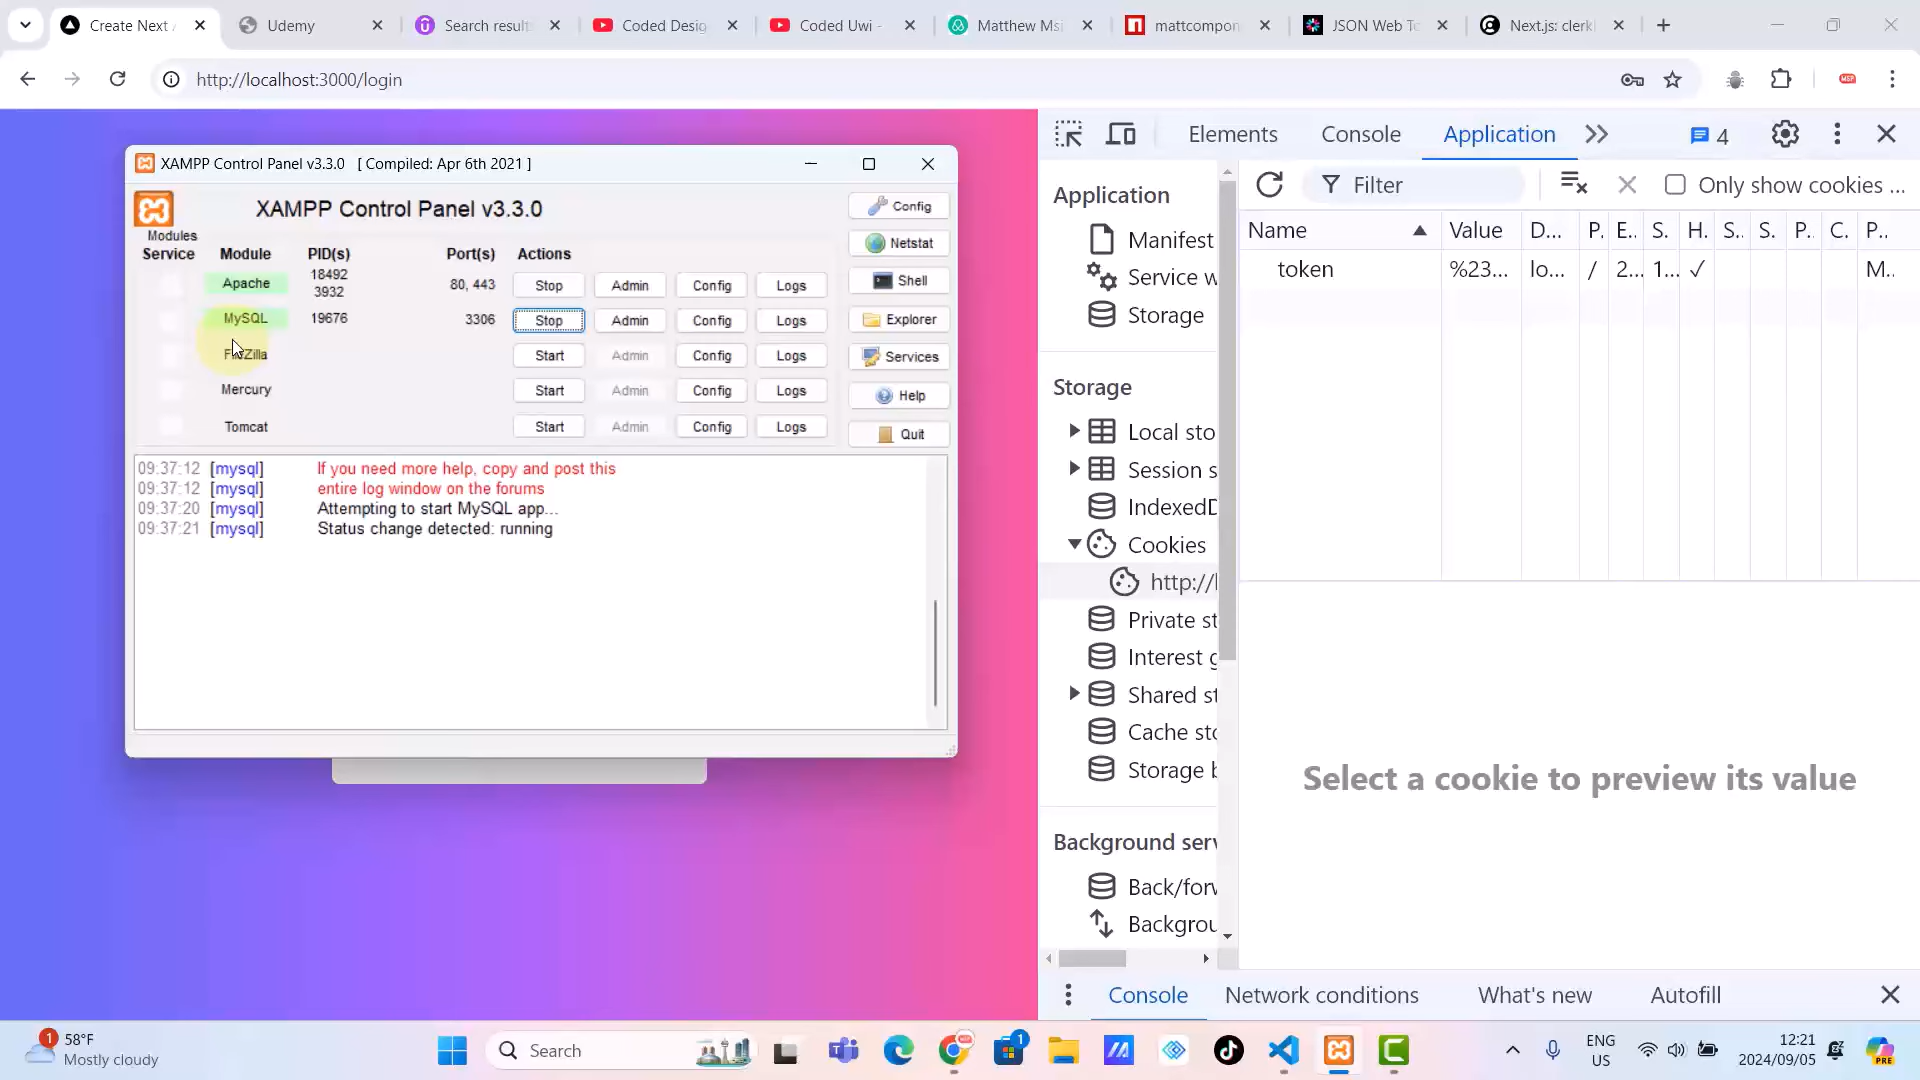 Create Next A
Udemy
Search results
Coded Desig
Coded Uwi -
Matthew Ms
mattcompon
JSON Web To
Next.js: clerk
http://localhost:3000/login
XAMPP Control Panel v3.3.0 [ Compiled: Apr 6th 2021 ]
XAMPP Control Panel v3.3.0
Modules
Service Module PID(s) Port(s) Actions
Apache 18492 3932 80, 443 Stop Admin Config Logs
MySQL 19676 3306 Stop Admin Config Logs
Start Admin Config Logs
Mercury Start Admin Config Logs
Tomcat Start Admin Config Logs
Config
Netstat
Shell
Explorer
Services
Help
Quit
09:37:12 [mysql] If you need more help, copy and post this
09:37:12 [mysql] entire log window on the forums
09:37:20 [mysql] Attempting to start MySQL app...
09:37:21 [mysql] Status change detected: running
Elements Console Application 4
Filter Only show cookies ...
Application
Manifest
Service w
Storage
Storage
Local sto
Session s
IndexedD
Cookies
http://l
Private st
Interest g
Shared st
Cache sto
Storage b
Background serv
Back/forw
Backgrou
Name Value D... P. E.. S. H. S.. S. P.. C. P..
token %23... lo... / 2... 1... ✓ M..
Select a cookie to preview its value
Console Network conditions What's new Autofill
1
58°F
Mostly cloudy
Search
1
ENG
US
12:21
2024/09/05
PRE